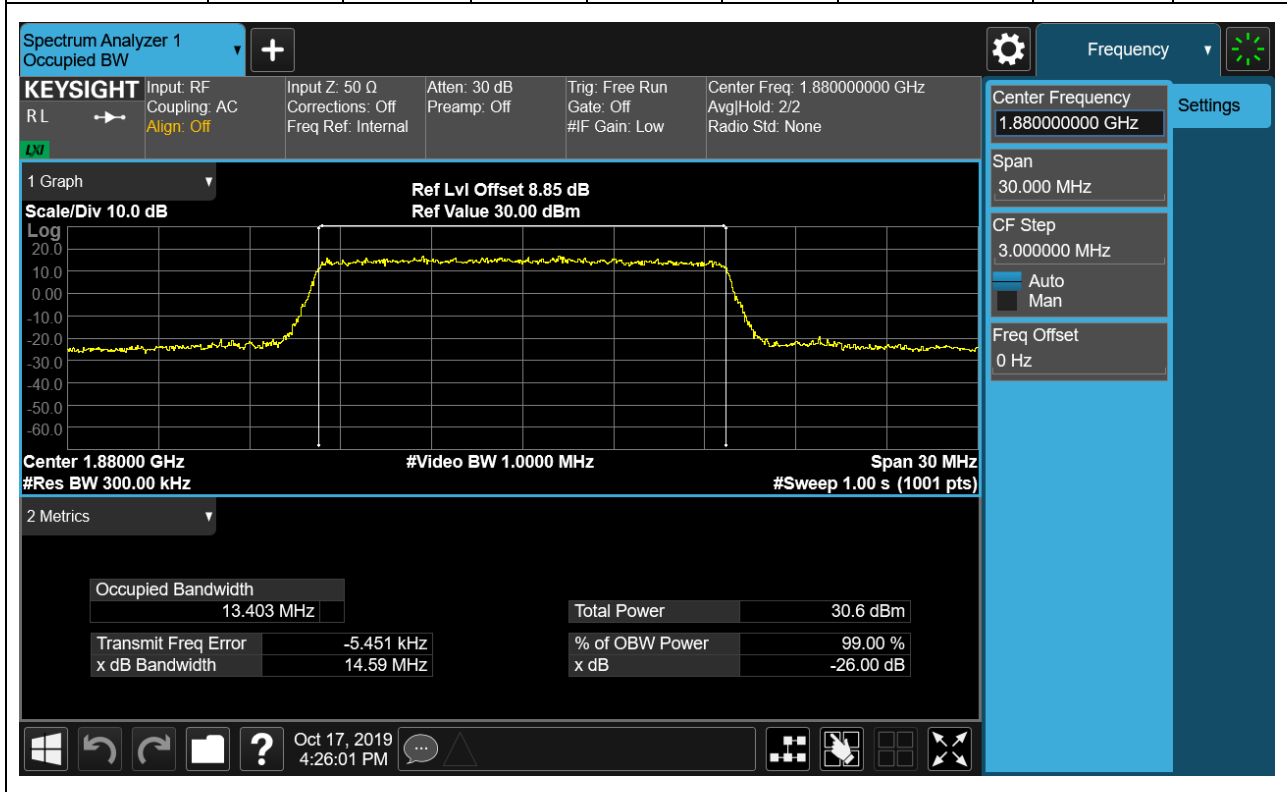 Spectrum Analyzer 1
Occupied BW
+
Frequency
KEYSIGHT
R L
LXI
Input: RF
Coupling: AC
Align: Off
Input Z: 50 Ω
Corrections: Off
Freq Ref: Internal
Atten: 30 dB
Preamp: Off
Trig: Free Run
Gate: Off
#IF Gain: Low
Center Freq: 1.880000000 GHz
Avg|Hold: 2/2
Radio Std: None
Center Frequency
1.880000000 GHz
Settings
Span
30.000 MHz
CF Step
3.000000 MHz
Auto
Man
Freq Offset
0 Hz
1 Graph
Scale/Div 10.0 dB
Ref Lvl Offset 8.85 dB
Ref Value 30.00 dBm
Log
20.0
10.0
0.00
-10.0
-20.0
-30.0
-40.0
-50.0
-60.0
Center 1.88000 GHz
#Video BW 1.0000 MHz
Span 30 MHz
#Res BW 300.00 kHz
#Sweep 1.00 s (1001 pts)
2 Metrics
Occupied Bandwidth
13.403 MHz
Total Power 30.6 dBm
Transmit Freq Error -5.451 kHz
% of OBW Power 99.00 %
x dB Bandwidth 14.59 MHz
x dB -26.00 dB
?
Oct 17, 2019
4:26:01 PM